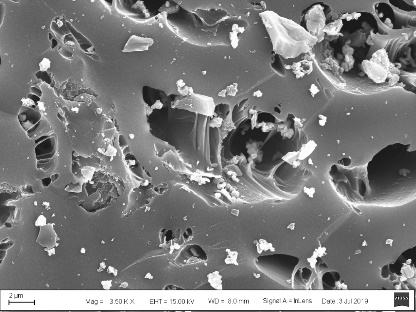 2 µm
Mag = 3.50 K X EHT = 15.00 kV WD = 8.0 mm Signal A = InLens Date :3 Jul 2019
ZEISS